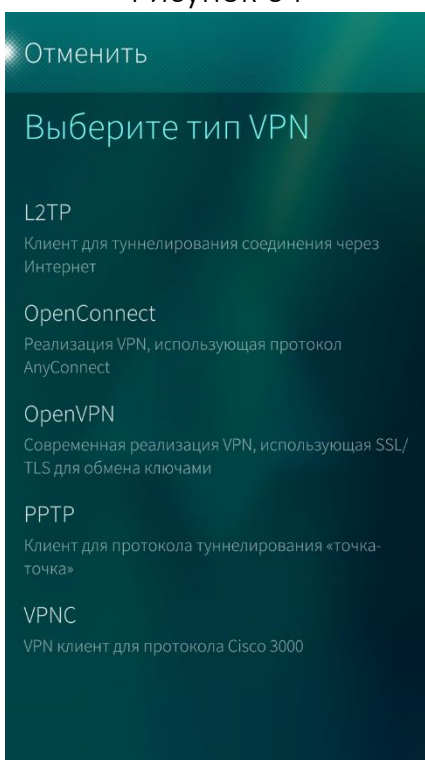 Отменить
Выберите тип VPN
L2TP
Клиент для туннелирования соединения через
Интернет
OpenConnect
Реализация VPN, использующая протокол
AnyConnect
OpenVPN
Современная реализация VPN, использующая SSL/
TLS для обмена ключами
PPTP
Клиент для протокола туннелирования «точка-
точка»
VPNC
VPN клиент для протокола Cisco 3000